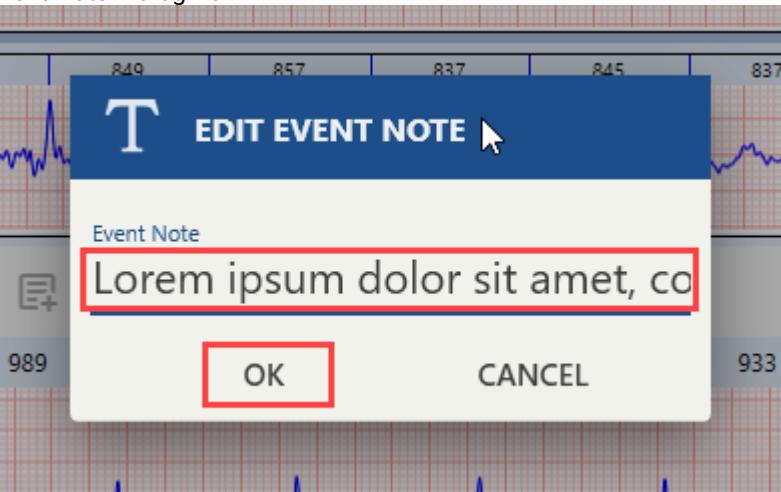 849 857 837 845 837
T EDIT EVENT NOTE
Event Note
Lorem ipsum dolor sit amet, co
989 OK CANCEL 933